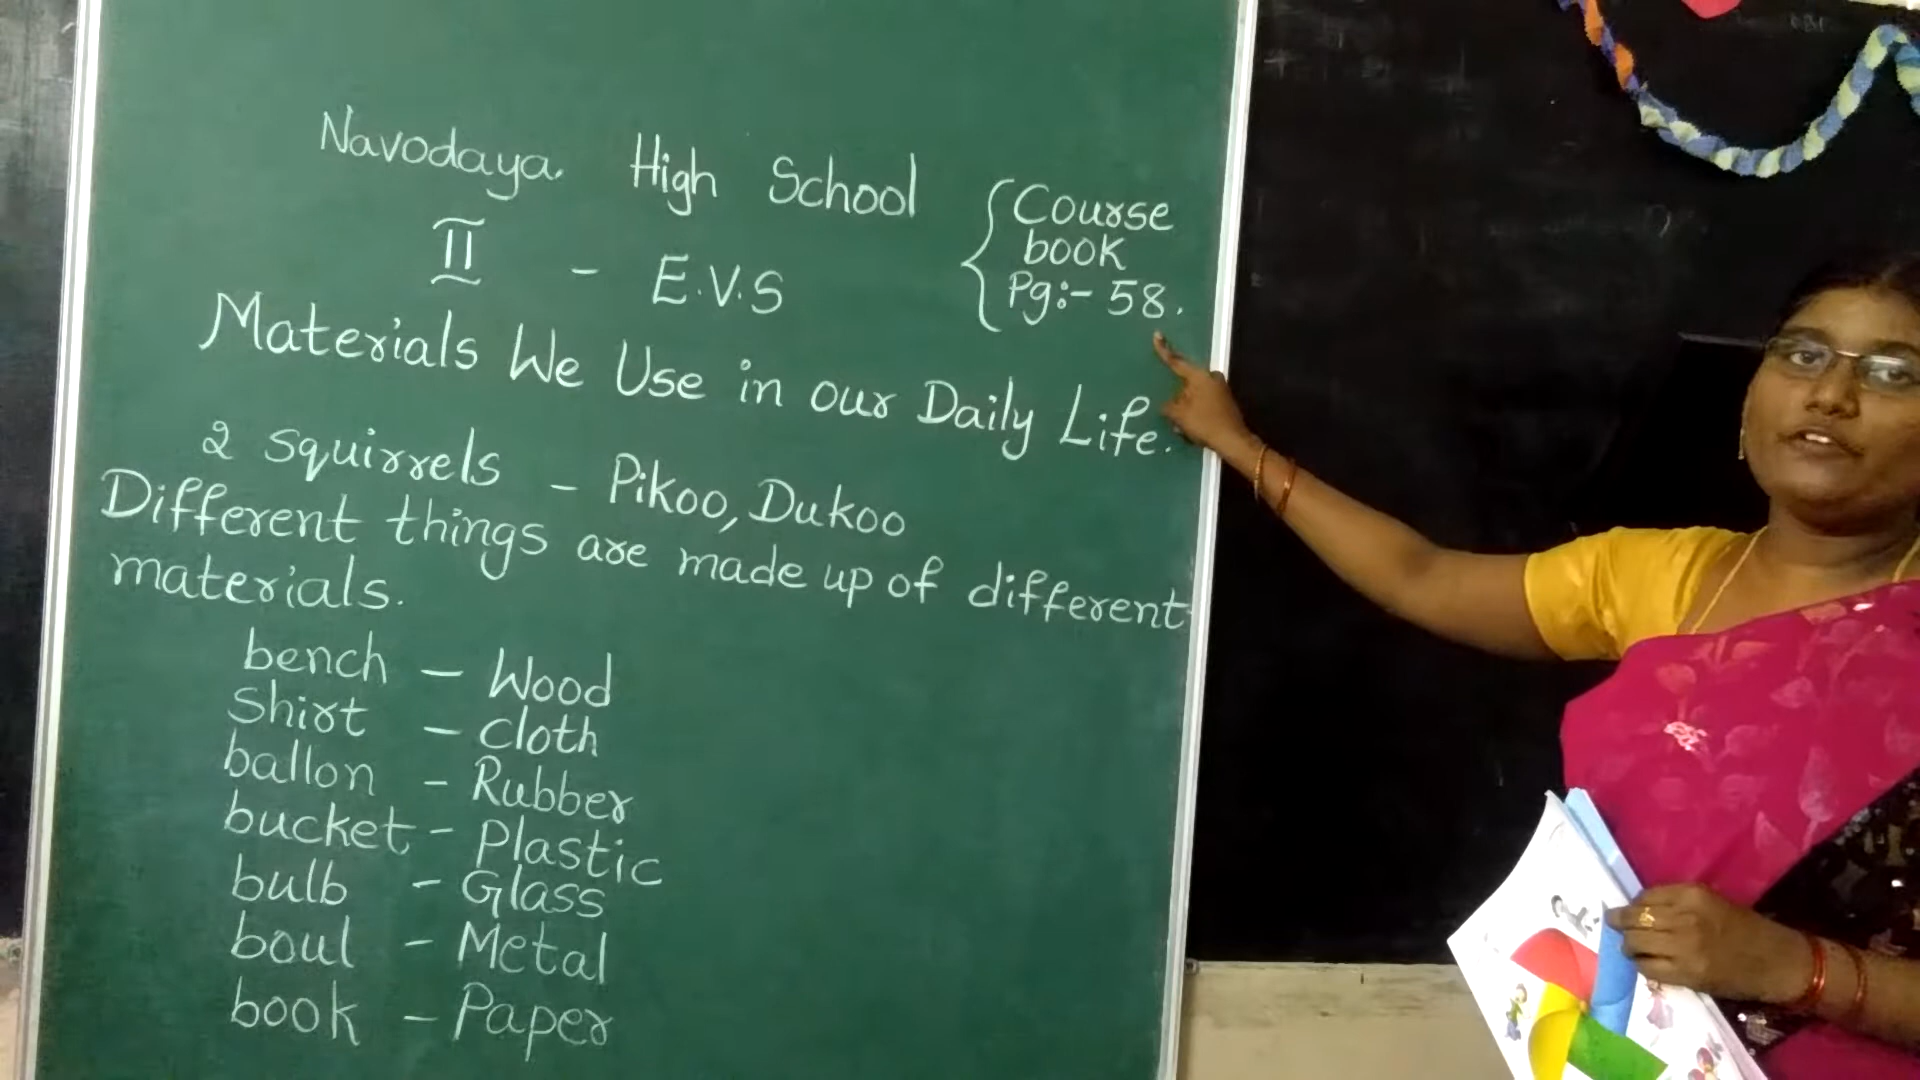 Navodaya High School
II - E.V.S
Course
book
Pg:- 58.
Materials We Use in our Daily Life.
2 squirrels - Pikoo, Dukoo
Different things are made up of different
materials.
bench - Wood
Shirt - Cloth
ballon - Rubber
bucket - Plastic
bulb - Glass
boul - Metal
book - Paper